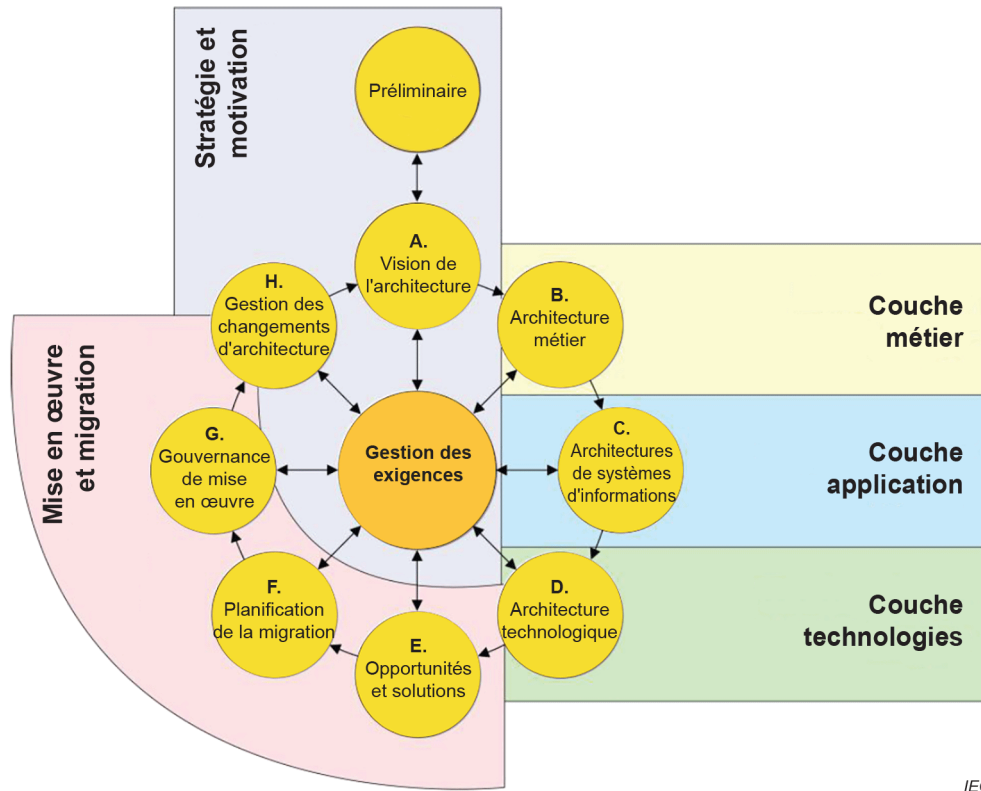 Stratégie et
motivation
Préliminaire
A.
Vision de
l'architecture
H.
Gestion des
changements
d'architecture
B.
Architecture
métier
Couche
métier
Mise en œuvre
et migration
G.
Gouvernance
de mise
en œuvre
Gestion des
exigences
C.
Architectures
de systèmes
d'informations
Couche
application
F.
Planification
de la migration
E.
Opportunités
et solutions
D.
Architecture
technologique
Couche
technologies